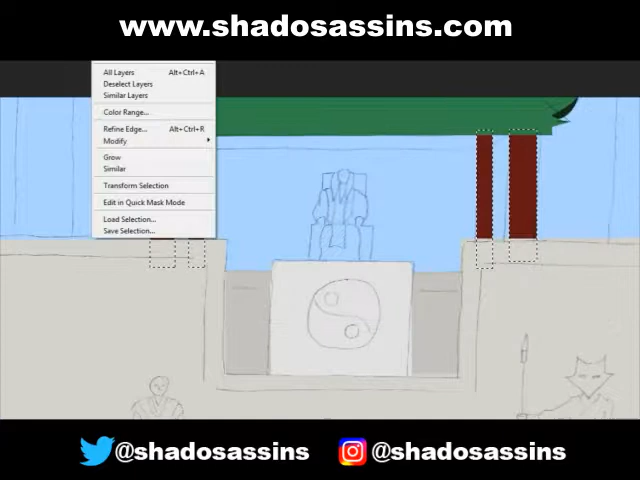 www.shadosassins.com
All Layers Alt+Ctrl+A
Deselect Layers
Similar Layers
Color Range...
Refine Edge... Alt+Ctrl+R
Modify
Grow
Similar
Transform Selection
Edit in Quick Mask Mode
Load Selection...
Save Selection...
@shadosassins @shadosassins